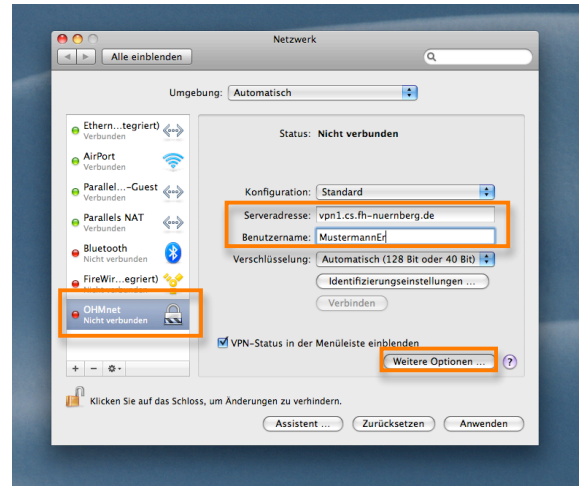 Netzwerk
Alle einblenden
Umgebung: Automatisch
Ethern...tegriert)
Verbunden
AirPort
Verbunden
Parallel...-Guest
Verbunden
Parallels NAT
Verbunden
Bluetooth
Nicht verbunden
FireWir...egriert)
Nicht verbunden
OHMnet
Nicht verbunden
Status: Nicht verbunden
Konfiguration: Standard
Serveradresse: vpn1.cs.fh-nuernberg.de
Benutzername: MustermannEr
Verschlüsselung: Automatisch (128 Bit oder 40 Bit)
Identifizierungseinstellungen ...
Verbinden
VPN-Status in der Menüleiste einblenden
Weitere Optionen ... ?
Klicken Sie auf das Schloss, um Änderungen zu verhindern.
Assistent ... Zurücksetzen Anwenden